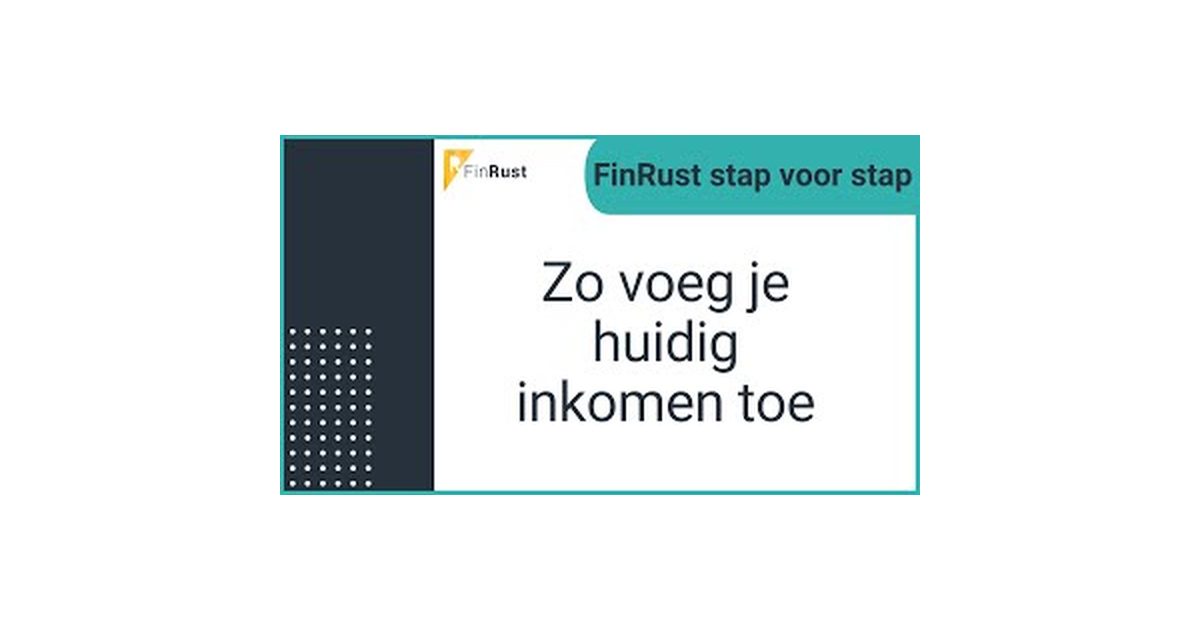 FinRust
FinRust stap voor stap
Zo voeg je
huidig
inkomen toe